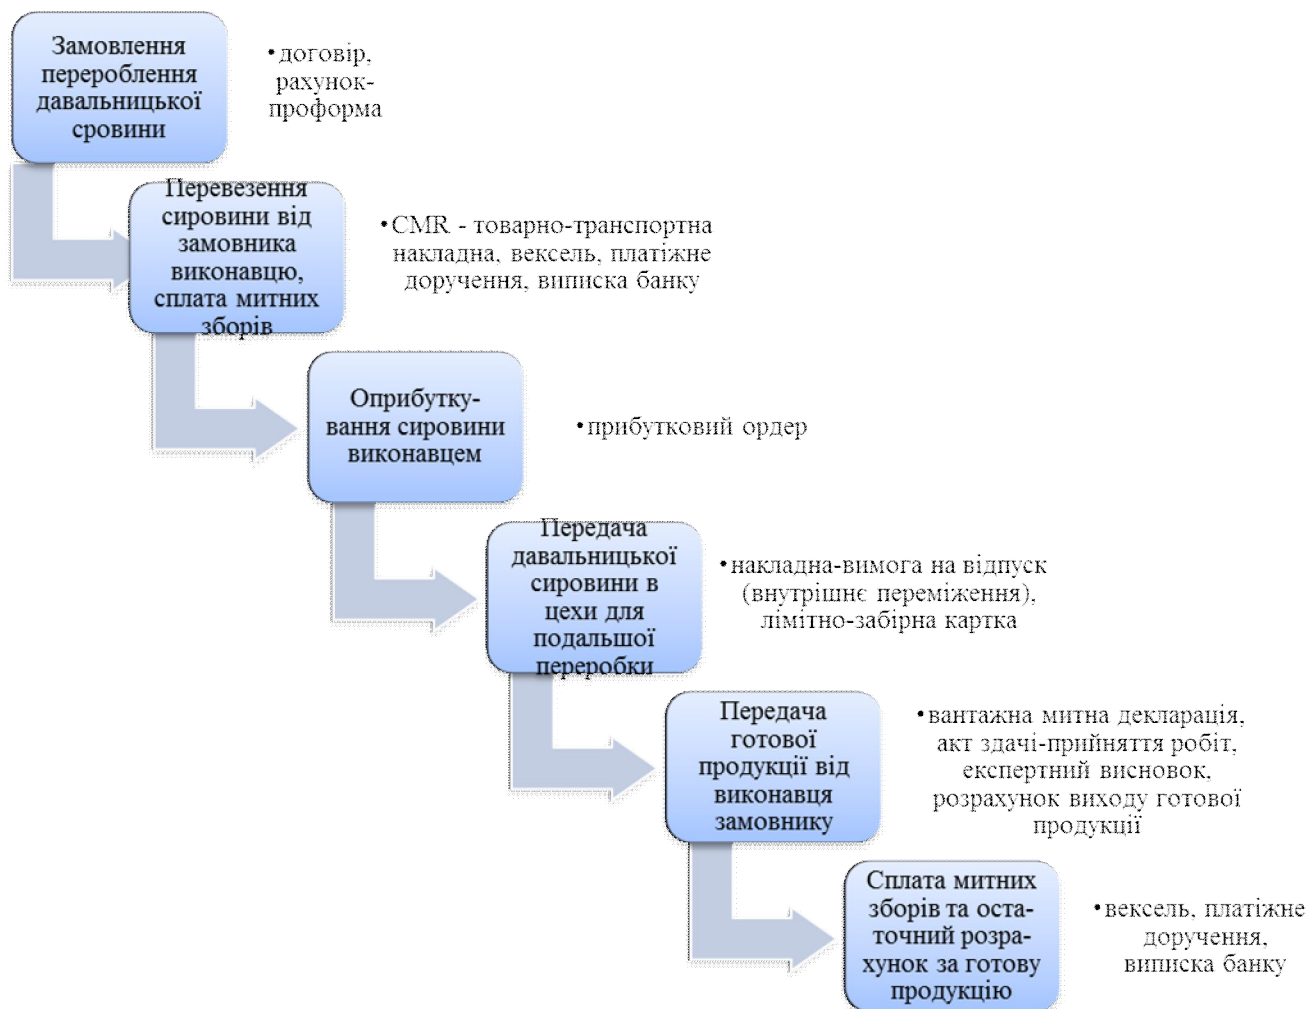 Замовлення
перероблення
давальницької
сровини
•договір,
рахунок-
проформа
Перевезення
сировини від
замовника
виконавцю,
сплата митних
зборів
•CMR - товарно-транспортна
накладна, вексель, платіжне
доручення, виписка банку
Оприбутку-
вання сировини
виконавцем
•прибутковий ордер
Передача
давальницької
сировини в
цехи для
подальшої
переробки
•накладна-вимога на відпуск
(внутрішнє переміження),
лімітно-забірна картка
Передача
готової
продукції від
виконавця
замовнику
•вантажна митна декларація,
акт здачі-прийняття робіт,
експертний висновок,
розрахунок виходу готової
продукції
Сплата митних
зборів та оста-
точний розра-
хунок за готову
продукцію
•вексель, платіжне
доручення,
виписка банку